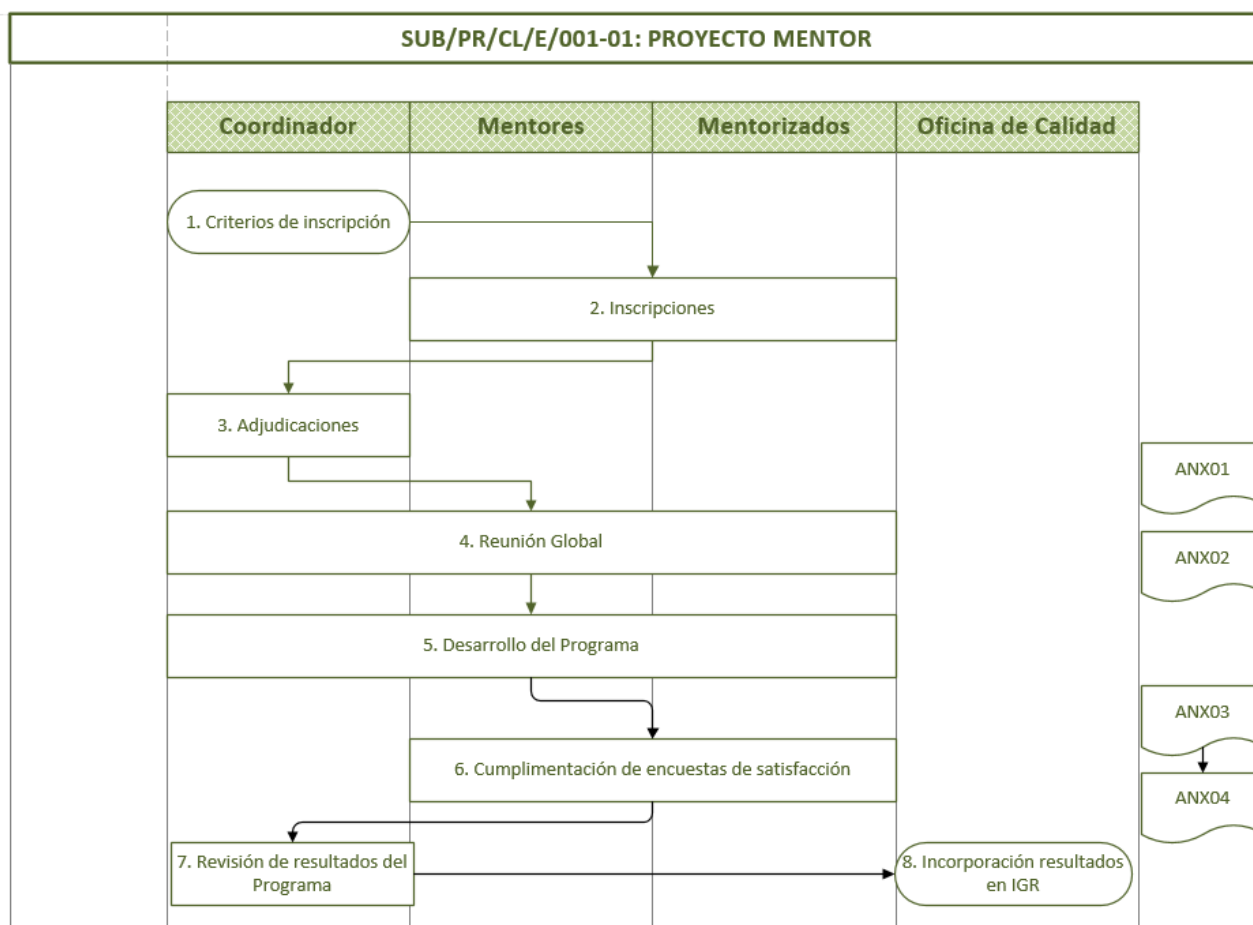 SUB/PR/CL/E/001-01: PROYECTO MENTOR
Coordinador
Mentores
Mentorizados
Oficina de Calidad
1. Criterios de inscripción
2. Inscripciones
3. Adjudicaciones
ANX01
4. Reunión Global
ANX02
5. Desarrollo del Programa
ANX03
6. Cumplimentación de encuestas de satisfacción
ANX04
7. Revisión de resultados del
Programa
8. Incorporación resultados
en IGR